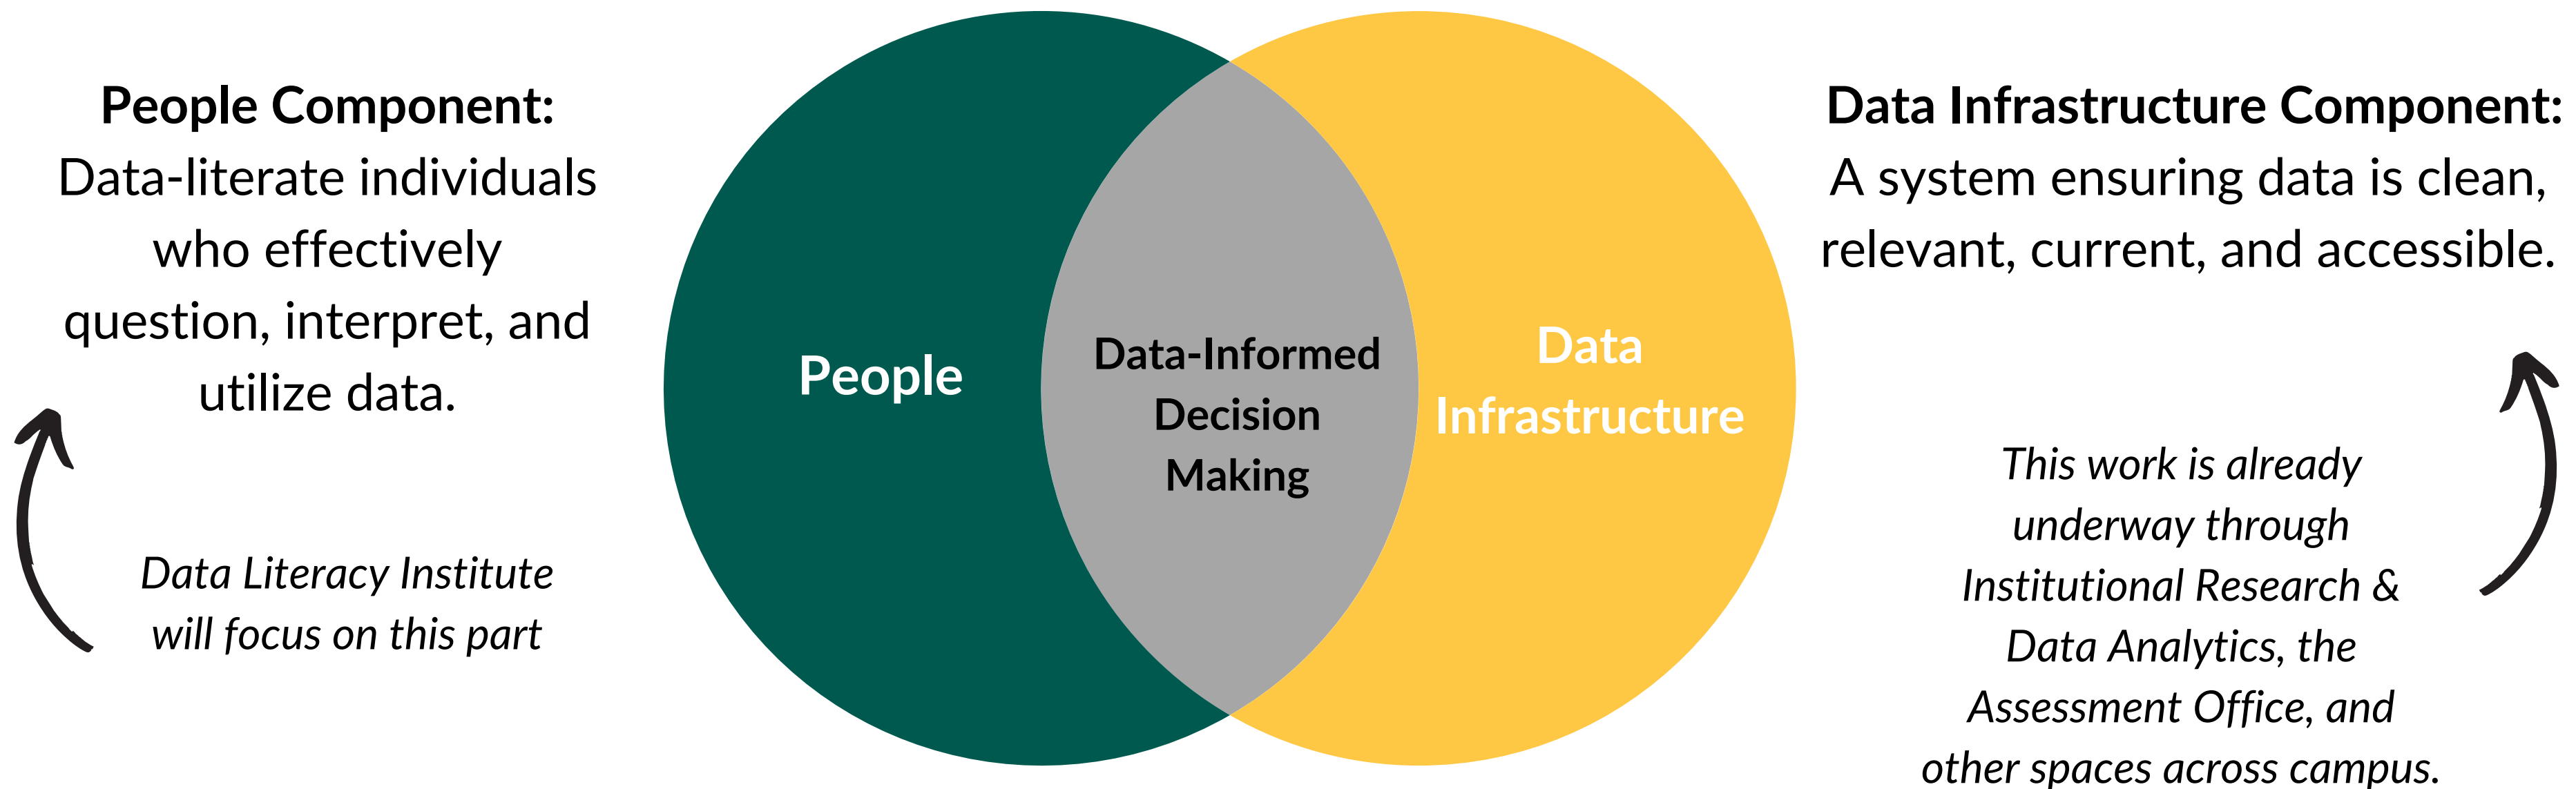 People Component:
Data-literate individuals
who effectively
question, interpret, and
utilize data.
Data Literacy Institute
will focus on this part
People
Data-Informed
Decision
Making
Data
Infrastructure
Data Infrastructure Component:
A system ensuring data is clean,
relevant, current, and accessible.
This work is already
underway through
Institutional Research &
Data Analytics, the
Assessment Office, and
other spaces across campus.